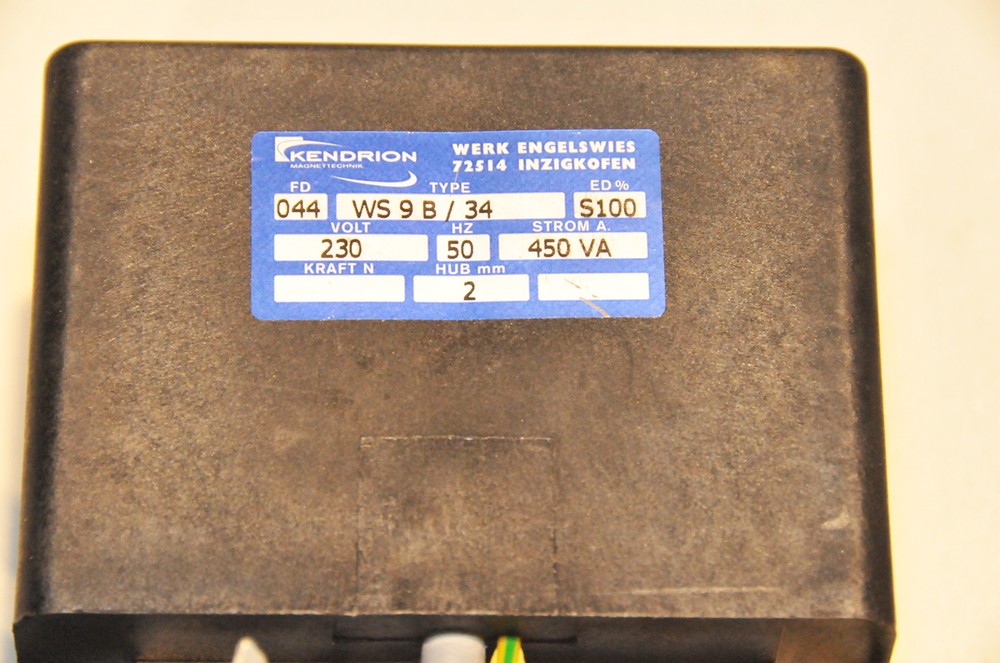 KENDRION
MAGNETTECHNIK
WERK ENGELSWIES
72514 INZIGKOFEN
FD TYPE ED %
044 WS 9 B / 34 S100
VOLT HZ STROM A.
230 50 450 VA
KRAFT N HUB mm
2